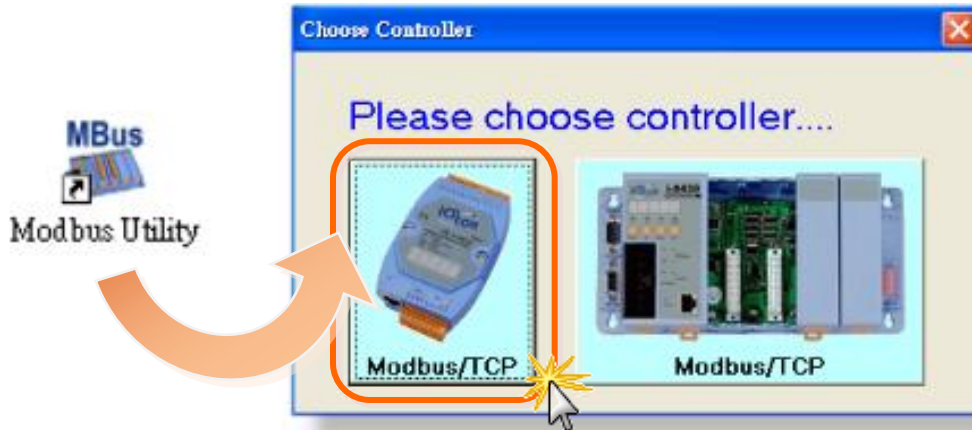 Choose Controller
Please choose controller....
MBus
Modbus Utility
Modbus/TCP
Modbus/TCP